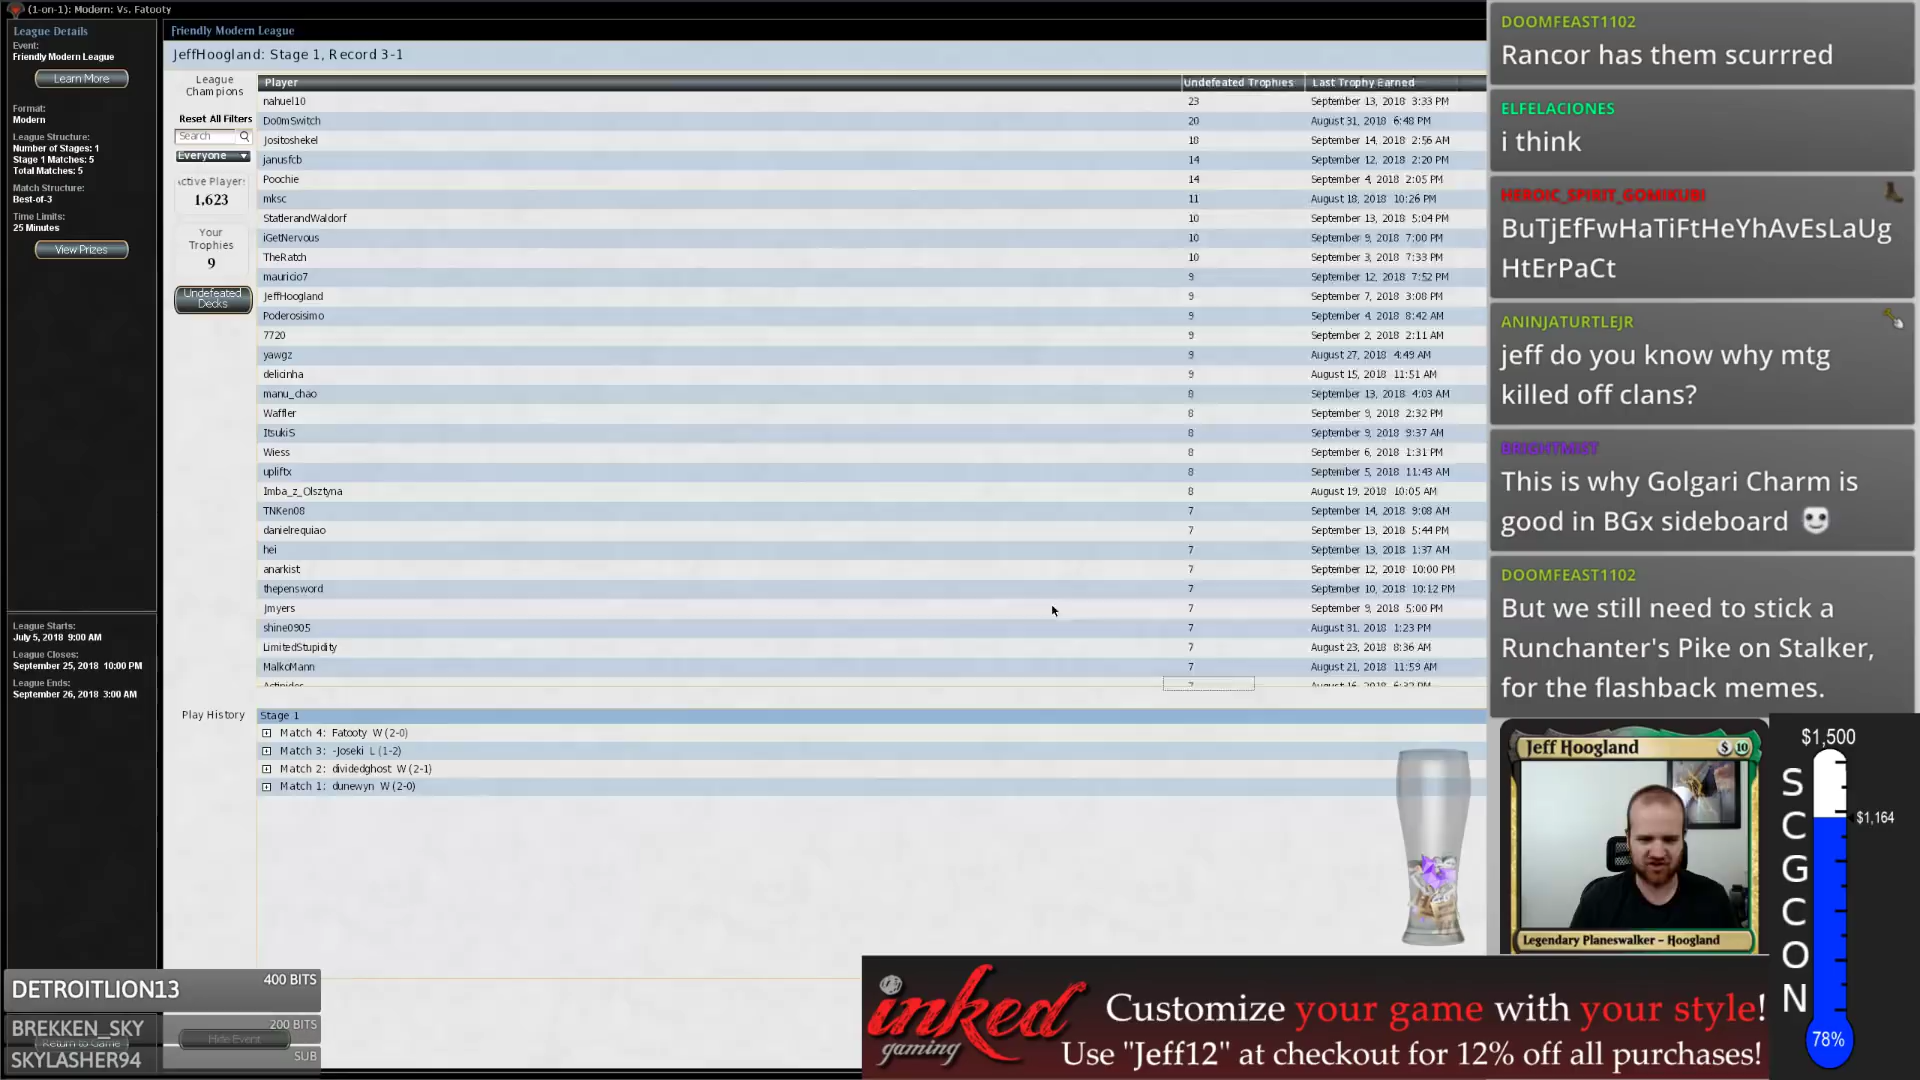 (1-on-1): Modern: Vs. Fatooty
League Details
Event:
Friendly Modern League
Learn More
Format:
Modern
League Structure:
Number of Stages: 1
Stage 1 Matches: 5
Total Matches: 5
Match Structure:
Best-of-3
Time Limits:
25 Minutes
View Prizes
League Starts:
July 5, 2018 9:00 AM
League Closes:
September 25, 2018 10:00 PM
League Ends:
September 26, 2018 3:00 AM
Friendly Modern League
JeffHoogland: Stage 1, Record 3-1
League
Champions
Reset All Filters
Search
Everyone
ctive Player
1,623
Your
Trophies
9
Undefeated
Decks
Player Undefeated Trophies Last Trophy Earned
nahuel10 23 September 13, 2018 3:33 PM
Do0mSwitch 20 August 31, 2018 6:48 PM
Jositoshekel 18 September 14, 2018 2:56 AM
janusfcb 14 September 12, 2018 2:20 PM
Poochie 14 September 4, 2018 2:05 PM
mksc 11 August 18, 2018 10:26 PM
StatlerandWaldorf 10 September 13, 2018 5:04 PM
iGetNervous 10 September 9, 2018 7:00 PM
TheRatch 10 September 3, 2018 7:33 PM
mauricio7 9 September 12, 2018 7:52 PM
JeffHoogland 9 September 7, 2018 3:08 PM
Poderosisimo 9 September 4, 2018 8:42 AM
7720 9 September 2, 2018 2:11 AM
yawgz 9 August 27, 2018 4:49 AM
delicinha 9 August 15, 2018 11:51 AM
manu_chao 8 September 13, 2018 4:03 AM
Waffler 8 September 9, 2018 2:32 PM
ItsukiS 8 September 9, 2018 9:37 AM
Wiess 8 September 6, 2018 1:31 PM
upliftx 8 September 5, 2018 11:43 AM
Imba_z_Olsztyna 8 August 19, 2018 10:05 AM
TNKen08 7 September 14, 2018 9:08 AM
danielrequiao 7 September 13, 2018 5:44 PM
hei 7 September 13, 2018 1:37 AM
anarkist 7 September 12, 2018 10:00 PM
thepensword 7 September 10, 2018 10:12 PM
Jmyers 7 September 9, 2018 5:00 PM
shine0905 7 August 31, 2018 1:23 PM
LimitedStupidity 7 August 23, 2018 8:36 AM
MalkoMann 7 August 21, 2018 11:59 AM
Play History
Stage 1
Match 4: Fatooty W (2-0)
Match 3: -Joseki L (1-2)
Match 2: dividedghost W (2-1)
Match 1: dunewyn W (2-0)
DETROITLION13 400 BITS
BREKKEN_SKY 200 BITS
Return to Game
Hide Event
SKYLASHER94 SUB
DOOMFEAST1102
Rancor has them scurrred
ELFELACIONES
i think
HEROIC_SPIRIT_GOMIKUBI
BuTjEfFwHaTiFtHeYhAvEsLaUg
HtErPaCt
ANINJATURTLEJR
jeff do you know why mtg
killed off clans?
BRIGHTMIST
This is why Golgari Charm is
good in BGx sideboard
DOOMFEAST1102
But we still need to stick a
Runchanter's Pike on Stalker,
for the flashback memes.
Jeff Hoogland $ 10
Legendary Planeswalker – Hoogland
$1,500
SCGCON
$1,164
78%
inked
gaming
Customize your game with your style!
Use "Jeff12" at checkout for 12% off all purchases!